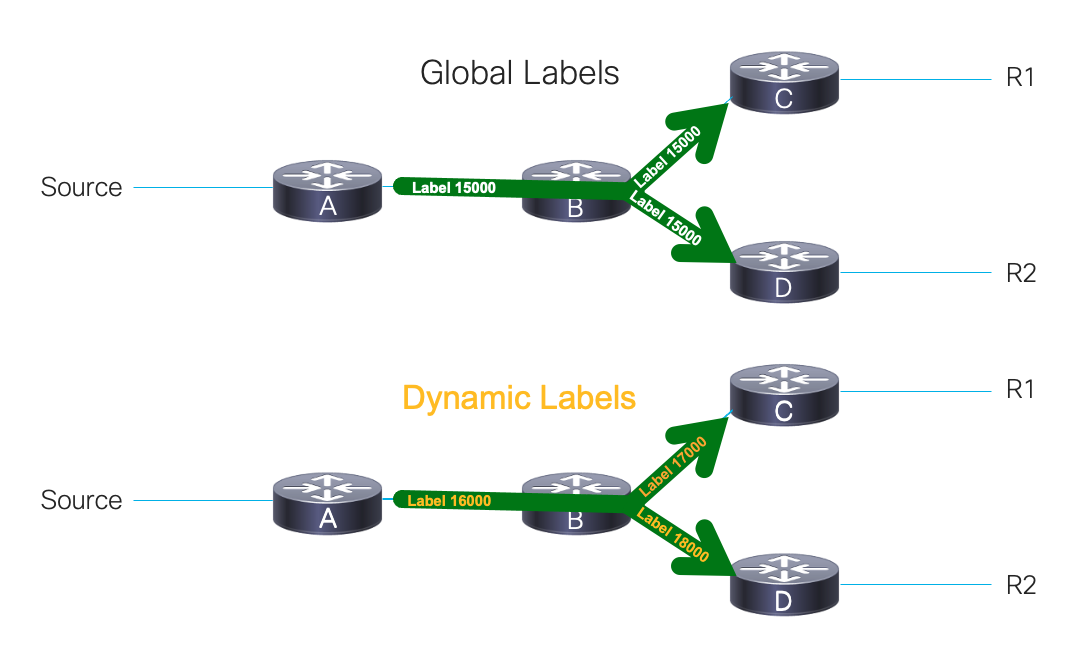 Global Labels
C
R1
Label 15000
Source
A
Label 15000
B
Label 15000
D
R2
Dynamic Labels
C
R1
Label 17000
Source
A
Label 16000
B
Label 18000
D
R2